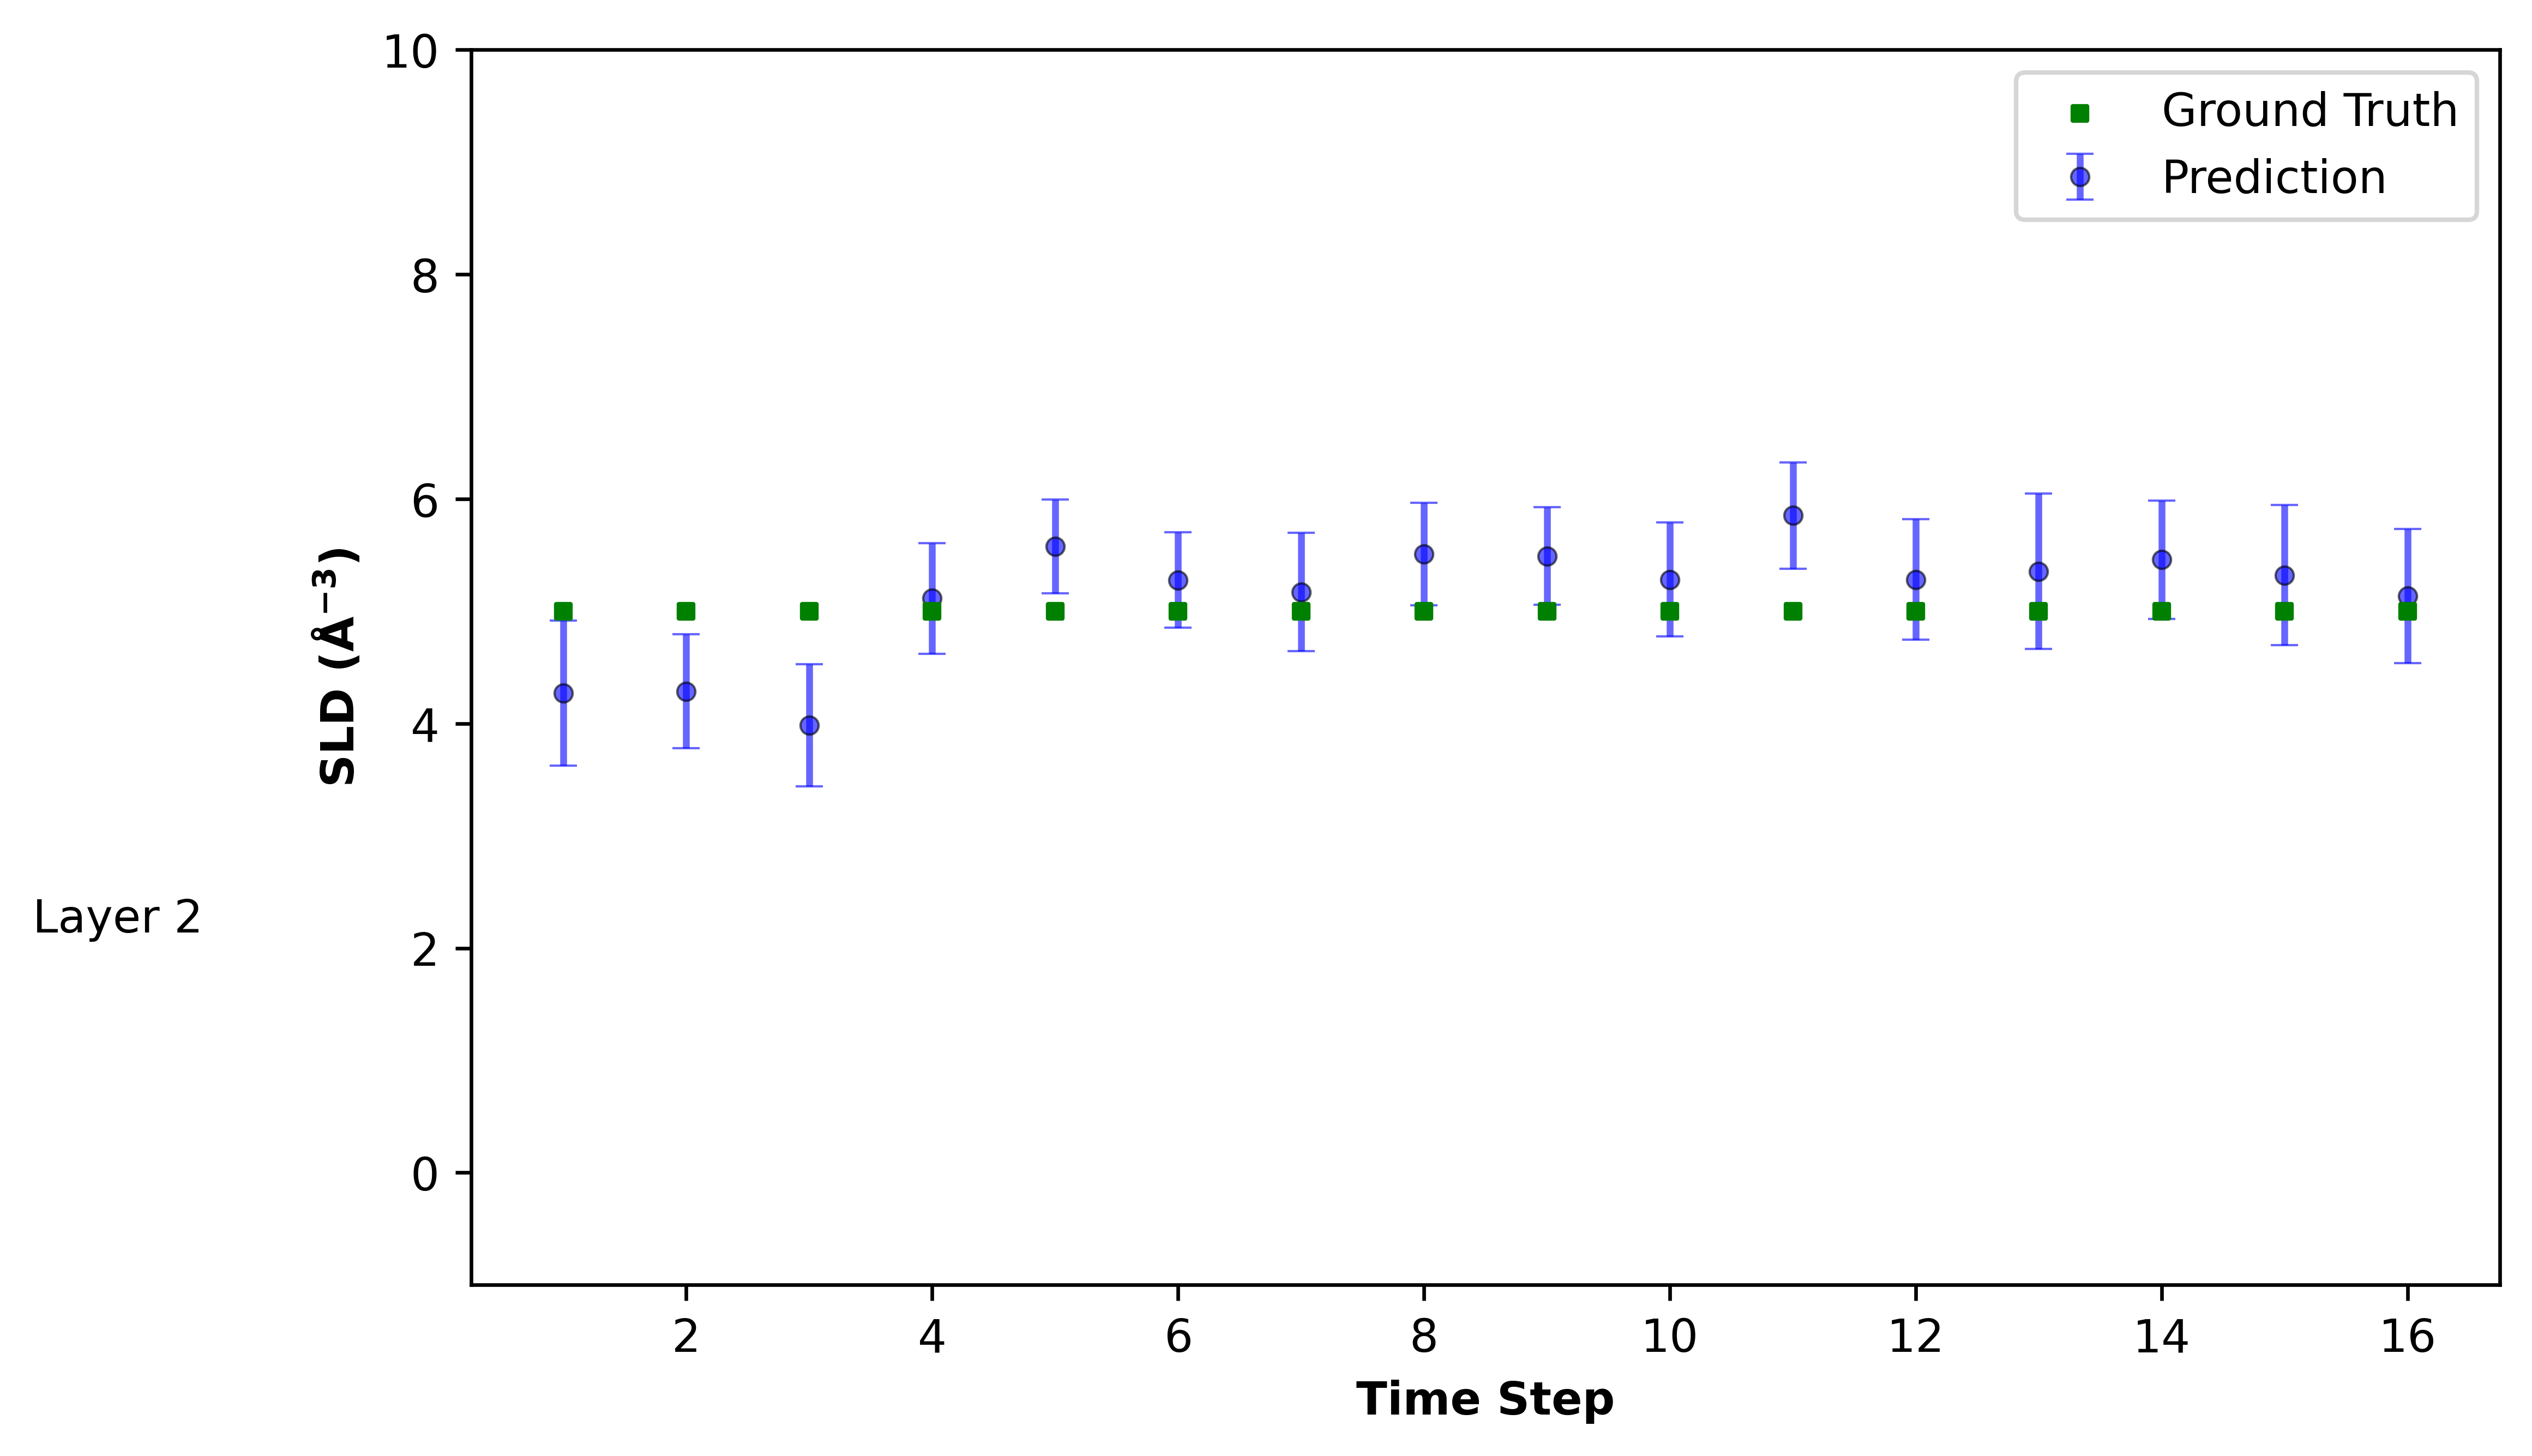 10
8
6
4
2
0
SLD (Å⁻³)
Layer 2
Ground Truth
Prediction
2 4 6 8 10 12 14 16
Time Step